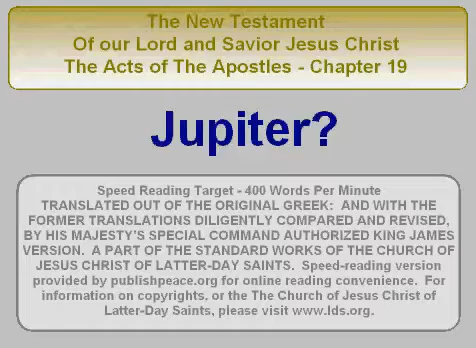 The New Testament
Of our Lord and Savior Jesus Christ
The Acts of The Apostles - Chapter 19
Jupiter?
Speed Reading Target - 400 Words Per Minute
TRANSLATED OUT OF THE ORIGINAL GREEK:  AND WITH THE
FORMER TRANSLATIONS DILIGENTLY COMPARED AND REVISED,
BY HIS MAJESTY'S SPECIAL COMMAND AUTHORIZED KING JAMES
VERSION.  A PART OF THE STANDARD WORKS OF THE CHURCH OF
JESUS CHRIST OF LATTER-DAY SAINTS.  Speed-reading version
provided by publishpeace.org for online reading convenience.  For
information on copyrights, or the The Church of Jesus Christ of
Latter-Day Saints, please visit www.lds.org.